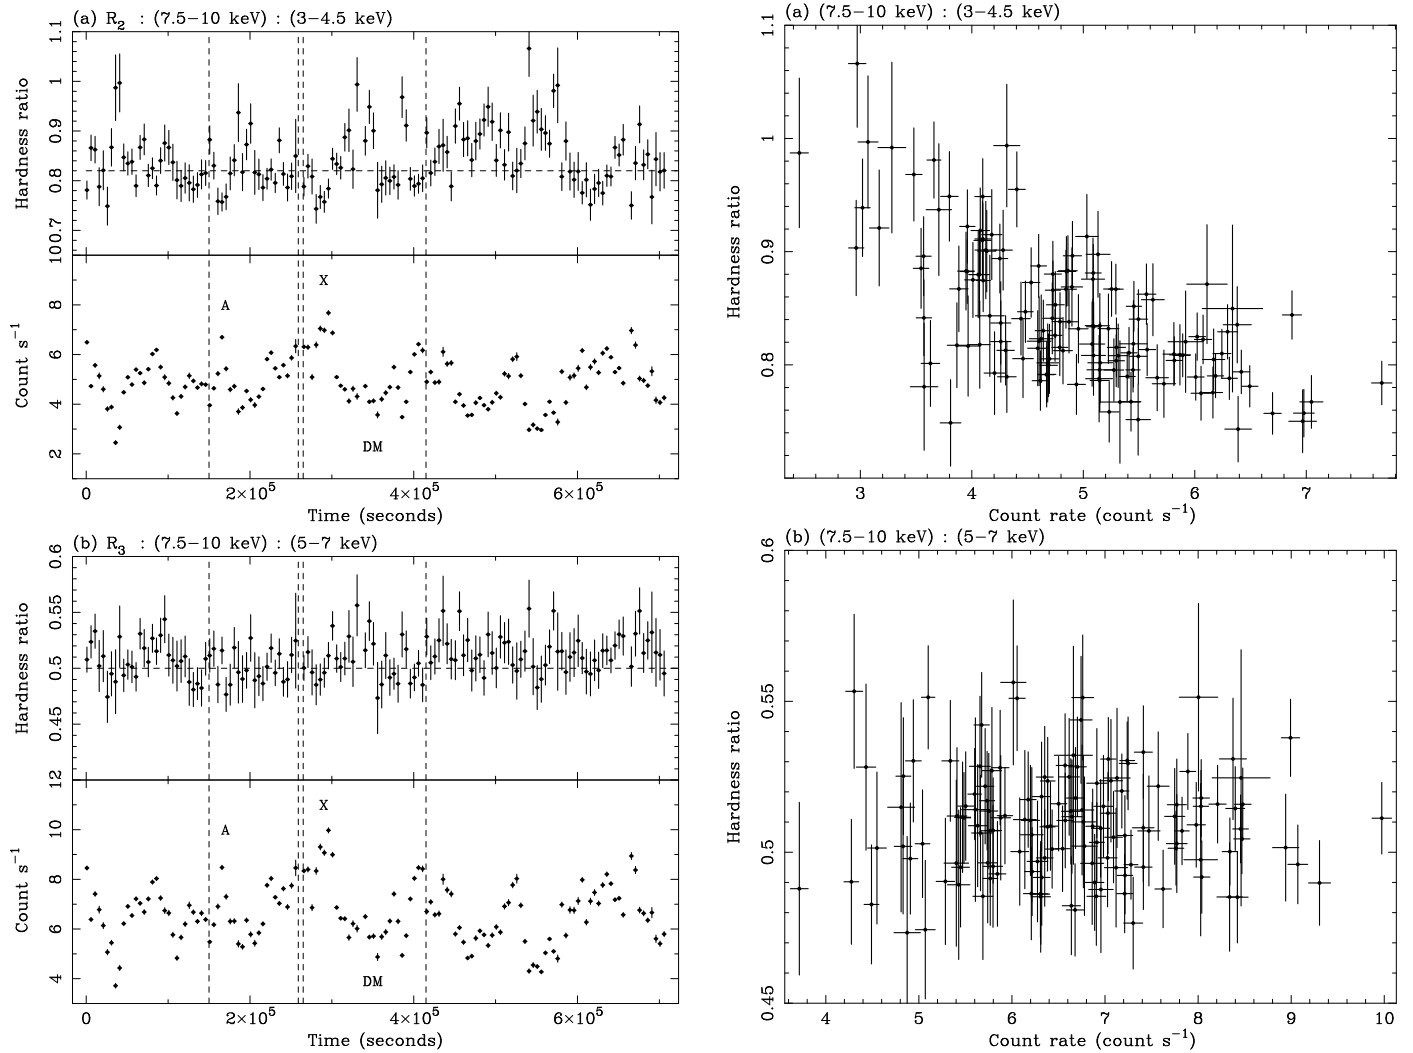 (a) R2 : (7.5−10 keV) : (3−4.5 keV)
Hardness ratio
1.1
1
0.9
0.8
0.7
Count s−1
10
8
6
4
2
A
X
DM
0 2×10^5 4×10^5 6×10^5
Time (seconds)
(b) R3 : (7.5−10 keV) : (5−7 keV)
Hardness ratio
0.6
0.55
0.5
0.45
Count s−1
12
10
8
6
4
A
X
DM
0 2×10^5 4×10^5 6×10^5
Time (seconds)
(a) (7.5−10 keV) : (3−4.5 keV)
Hardness ratio
1.1
1
0.9
0.8
3 4 5 6 7
Count rate (count s−1)
(b) (7.5−10 keV) : (5−7 keV)
Hardness ratio
0.6
0.55
0.5
0.45
4 5 6 7 8 9 10
Count rate (count s−1)